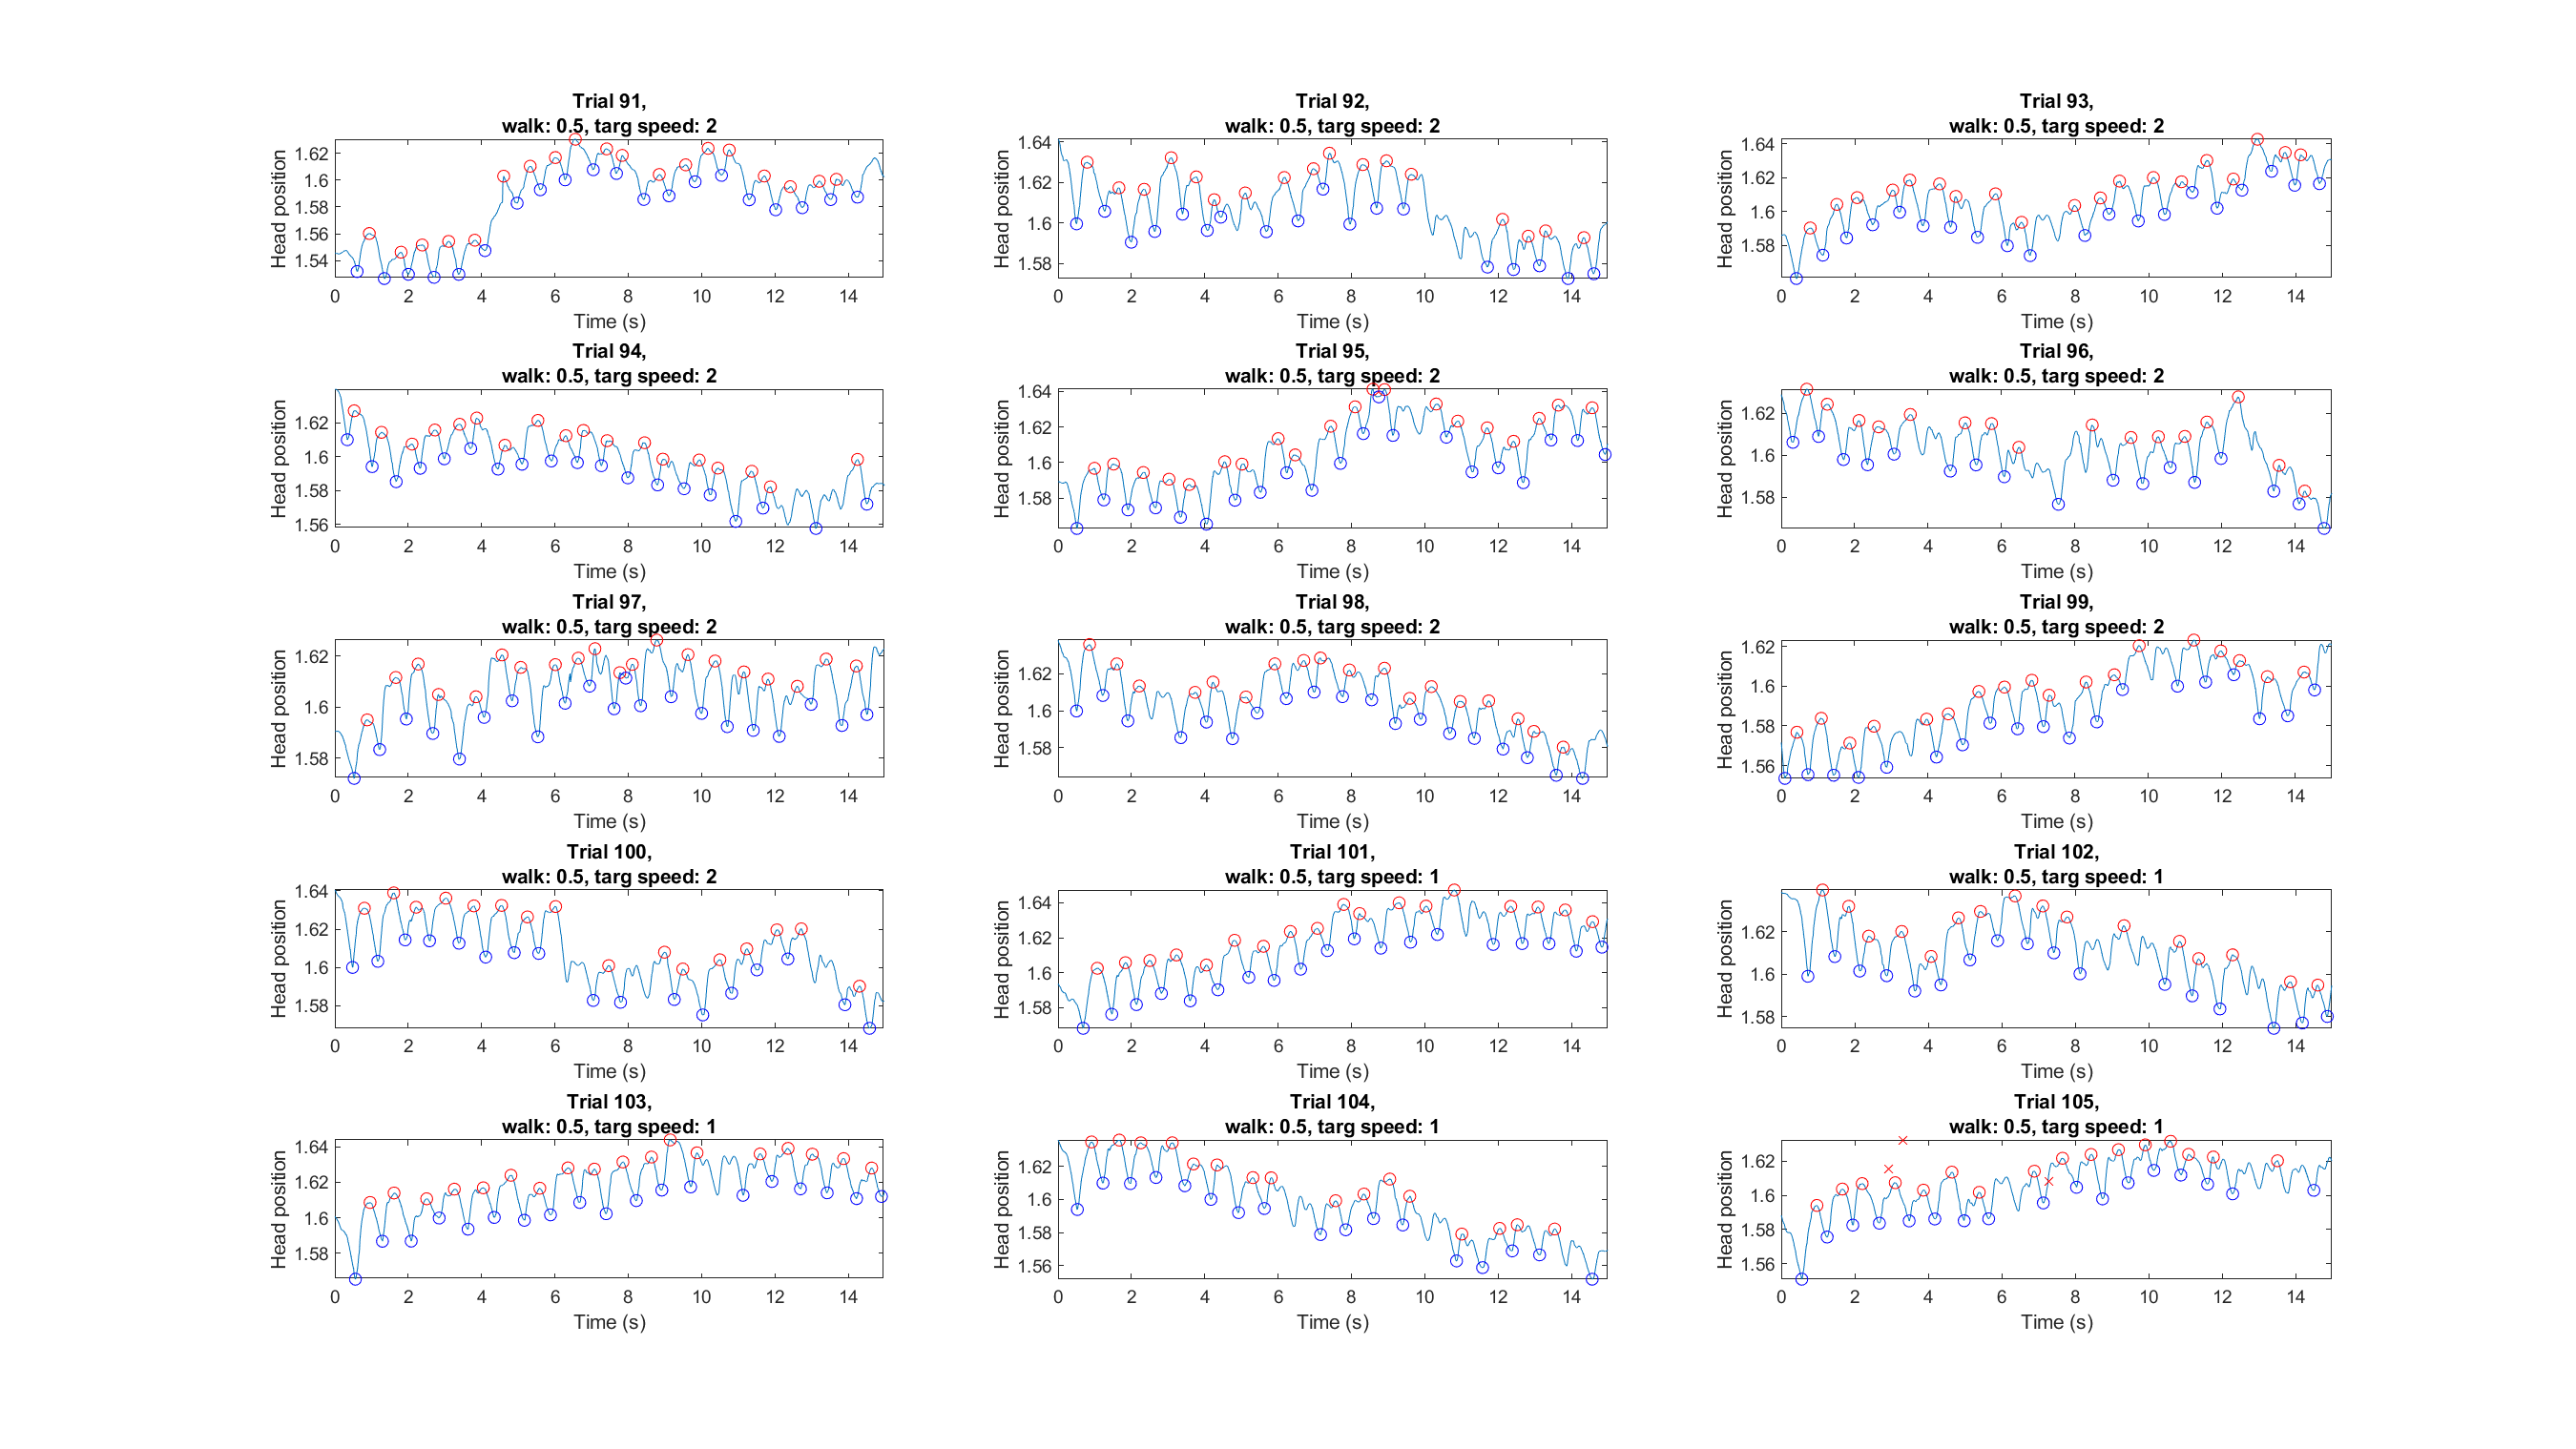 Trial 91,
walk: 0.5, targ speed: 2
Head position
1.62
1.6
1.58
1.56
1.54
0 2 4 6 8 10 12 14
Time (s)
Trial 92,
walk: 0.5, targ speed: 2
Head position
1.64
1.62
1.6
1.58
0 2 4 6 8 10 12 14
Time (s)
Trial 93,
walk: 0.5, targ speed: 2
Head position
1.64
1.62
1.6
1.58
0 2 4 6 8 10 12 14
Time (s)
Trial 94,
walk: 0.5, targ speed: 2
Head position
1.62
1.6
1.58
1.56
0 2 4 6 8 10 12 14
Time (s)
Trial 95,
walk: 0.5, targ speed: 2
Head position
1.64
1.62
1.6
1.58
0 2 4 6 8 10 12 14
Time (s)
Trial 96,
walk: 0.5, targ speed: 2
Head position
1.62
1.6
1.58
0 2 4 6 8 10 12 14
Time (s)
Trial 97,
walk: 0.5, targ speed: 2
Head position
1.62
1.6
1.58
0 2 4 6 8 10 12 14
Time (s)
Trial 98,
walk: 0.5, targ speed: 2
Head position
1.62
1.6
1.58
0 2 4 6 8 10 12 14
Time (s)
Trial 99,
walk: 0.5, targ speed: 2
Head position
1.62
1.6
1.58
1.56
0 2 4 6 8 10 12 14
Time (s)
Trial 100,
walk: 0.5, targ speed: 2
Head position
1.64
1.62
1.6
1.58
0 2 4 6 8 10 12 14
Time (s)
Trial 101,
walk: 0.5, targ speed: 1
Head position
1.64
1.62
1.6
1.58
0 2 4 6 8 10 12 14
Time (s)
Trial 102,
walk: 0.5, targ speed: 1
Head position
1.62
1.6
1.58
0 2 4 6 8 10 12 14
Time (s)
Trial 103,
walk: 0.5, targ speed: 1
Head position
1.64
1.62
1.6
1.58
0 2 4 6 8 10 12 14
Time (s)
Trial 104,
walk: 0.5, targ speed: 1
Head position
1.62
1.6
1.58
1.56
0 2 4 6 8 10 12 14
Time (s)
Trial 105,
walk: 0.5, targ speed: 1
Head position
1.62
1.6
1.58
1.56
0 2 4 6 8 10 12 14
Time (s)